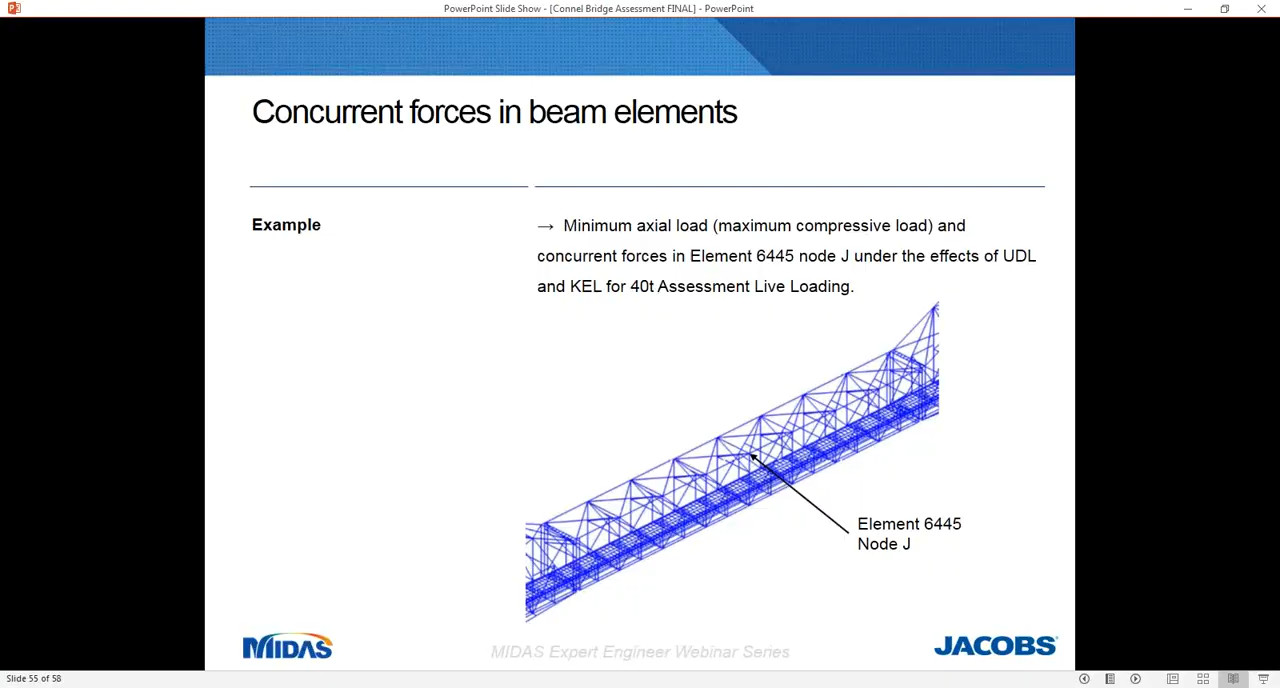 PowerPoint Slide Show - [Connel Bridge Assessment FINAL] - PowerPoint
Concurrent forces in beam elements
Example
→ Minimum axial load (maximum compressive load) and
concurrent forces in Element 6445 node J under the effects of UDL
and KEL for 40t Assessment Live Loading.
Element 6445
Node J
MIDAS
MIDAS Expert Engineer Webinar Series
JACOBS
Slide 55 of 58